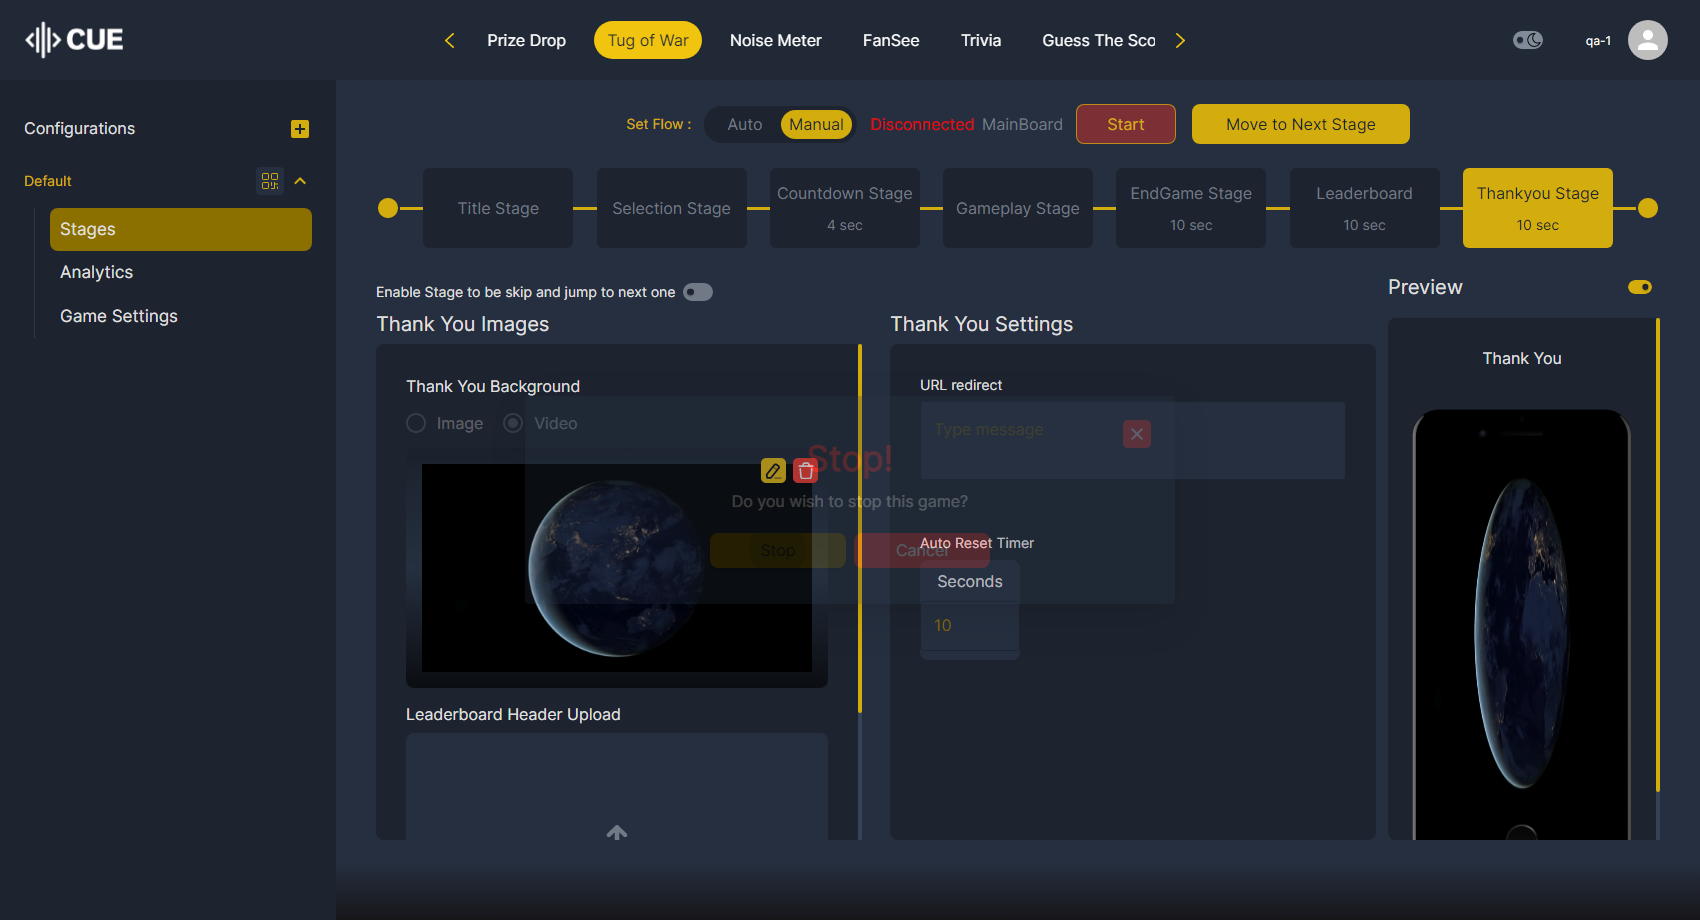 CUE
Prize Drop
Tug of War
Noise Meter
FanSee
Trivia
Guess The Sco
qa-1
Configurations
Default
Stages
Analytics
Game Settings
Set Flow :
Auto
Manual
Disconnected MainBoard
Start
Move to Next Stage
Title Stage
Selection Stage
Countdown Stage
4 sec
Gameplay Stage
EndGame Stage
10 sec
Leaderboard
10 sec
Thankyou Stage
10 sec
Enable Stage to be skip and jump to next one
Thank You Images
Thank You Background
Image
Video
Leaderboard Header Upload
Thank You Settings
URL redirect
Type message
Auto Reset Timer
Seconds
10
Stop!
Do you wish to stop this game?
Stop
Cancel
Preview
Thank You